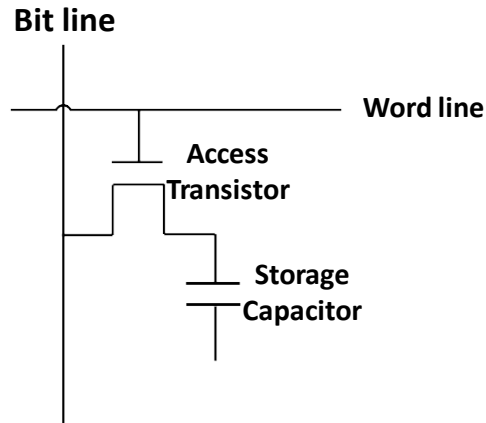 Bit line
Word line
Access
Transistor
Storage
Capacitor